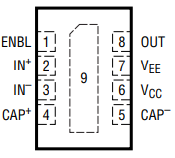 ENBL 1 8 OUT
IN+ 2 7 VEE
IN− 3 9 6 VCC
CAP+ 4 5 CAP−